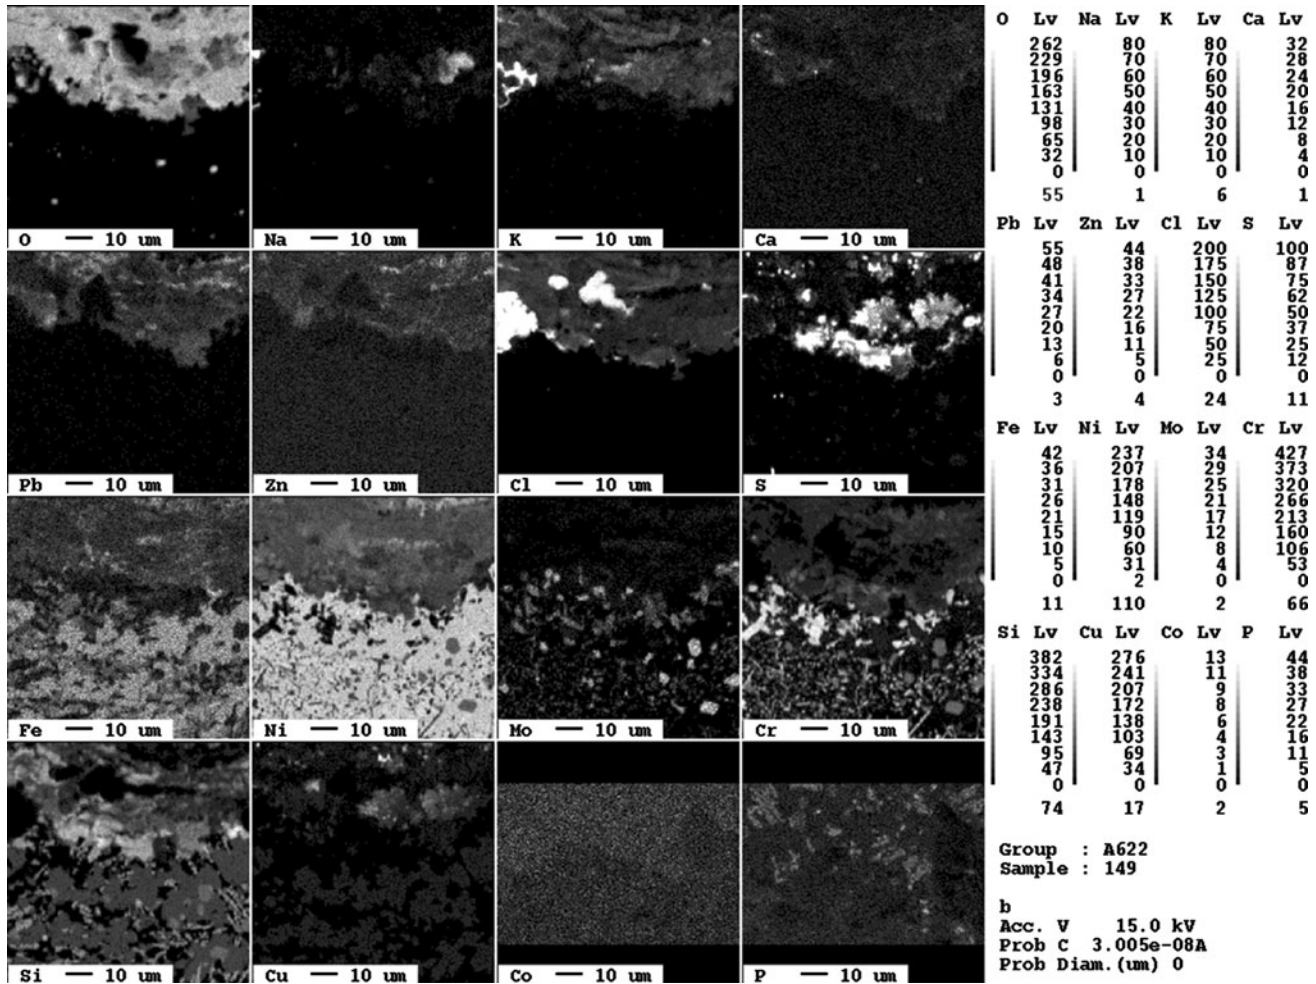 O Lv Na Lv K Lv Ca Lv
262 80 80 32
229 70 70 28
196 60 60 24
163 50 50 20
131 40 40 16
98 30 30 12
65 20 20 8
32 10 10 4
0 0 0 0
55 1 6 1
O 10 um Na 10 um K 10 um Ca 10 um
Pb Lv Zn Lv Cl Lv S Lv
55 44 200 100
48 38 175 87
41 33 150 75
34 27 125 62
27 22 100 50
20 16 75 37
13 11 50 25
6 5 25 12
0 0 0 0
3 4 24 11
Pb 10 um Zn 10 um Cl 10 um S 10 um
Fe Lv Ni Lv Mo Lv Cr Lv
42 237 34 427
36 207 29 373
31 178 25 320
26 148 21 266
21 119 17 213
15 90 12 160
10 60 8 106
5 31 4 53
0 2 0 0
11 110 2 66
Fe 10 um Ni 10 um Mo 10 um Cr 10 um
Si Lv Cu Lv Co Lv P Lv
382 276 13 44
334 241 11 38
286 207 9 33
238 172 8 27
191 138 6 22
143 103 4 16
95 69 3 11
47 34 1 5
0 0 0 0
74 17 2 5
Group : A622
Sample : 149
b
Acc. V 15.0 kV
Prob C 3.005e-08A
Prob Diam.(um) 0
Si 10 um Cu 10 um Co 10 um P 10 um